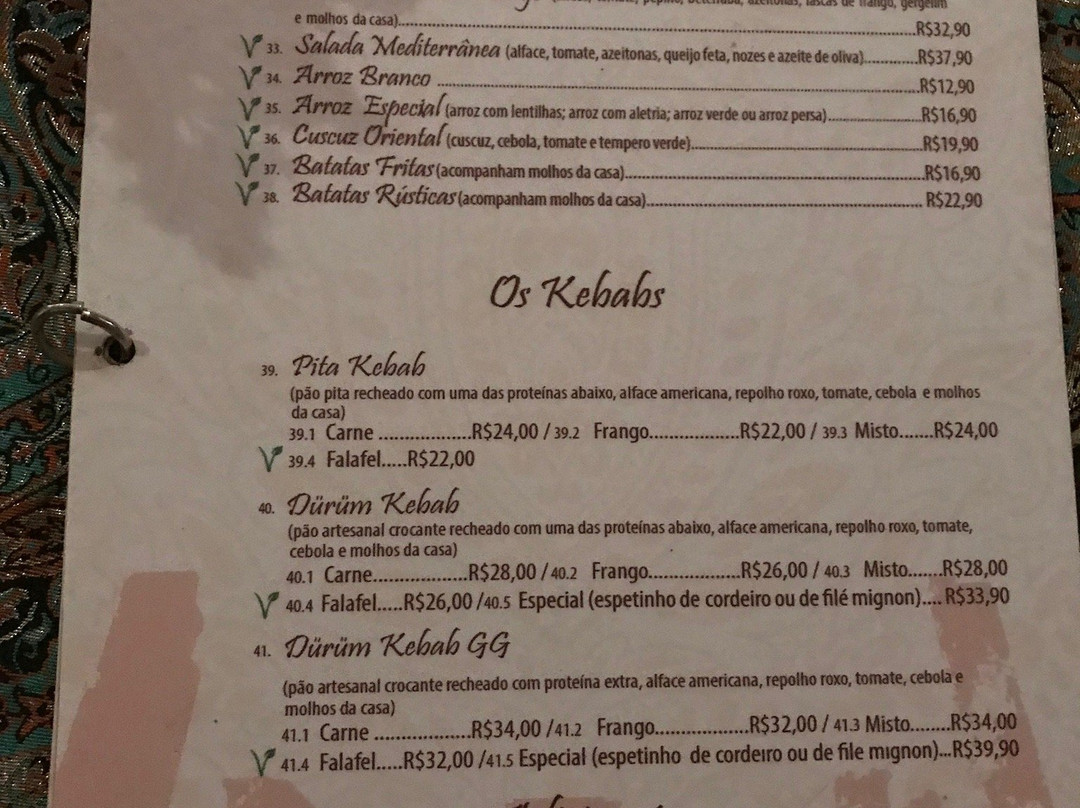 tomate, pepino, beterraba, azeitonas, lascas de frango, gergelim
e molhos da casa)..............................R$32,90
33. Salada Mediterrânea (alface, tomate, azeitonas, queijo feta, nozes e azeite de oliva).............R$37,90
34. Arroz Branco ..............................R$12,90
35. Arroz Especial (arroz com lentilhas; arroz com aletria; arroz verde ou arroz persa)..............................R$16,90
36. Cuscuz Oriental (cuscuz, cebola, tomate e tempero verde)..............................R$19,90
37. Batatas Fritas (acompanham molhos da casa)..............................R$16,90
38. Batatas Rústicas (acompanham molhos da casa).............................. R$22,90
Os Kebabs
39. Pita Kebab
(pão pita recheado com uma das proteínas abaixo, alface americana, repolho roxo, tomate, cebola e molhos
da casa)
39.1 Carne ..................R$24,00 / 39.2 Frango..................R$22,00 / 39.3 Misto.......R$24,00
39.4 Falafel.....R$22,00
40. Dürüm Kebab
(pão artesanal crocante recheado com uma das proteínas abaixo, alface americana, repolho roxo, tomate,
cebola e molhos da casa)
40.1 Carne..................R$28,00 / 40.2 Frango..................R$26,00 / 40.3 Misto.......R$28,00
40.4 Falafel.....R$26,00 /40.5 Especial (espetinho de cordeiro ou de filé mignon).... R$33,90
41. Dürüm Kebab GG
(pão artesanal crocante recheado com proteína extra, alface americana, repolho roxo, tomate, cebola e
molhos da casa)
41.1 Carne ..................R$34,00 /41.2 Frango..................R$32,00 / 41.3 Misto........R$34,00
41.4 Falafel.....R$32,00 /41.5 Especial (espetinho de cordeiro ou de file mignon)...R$39,90